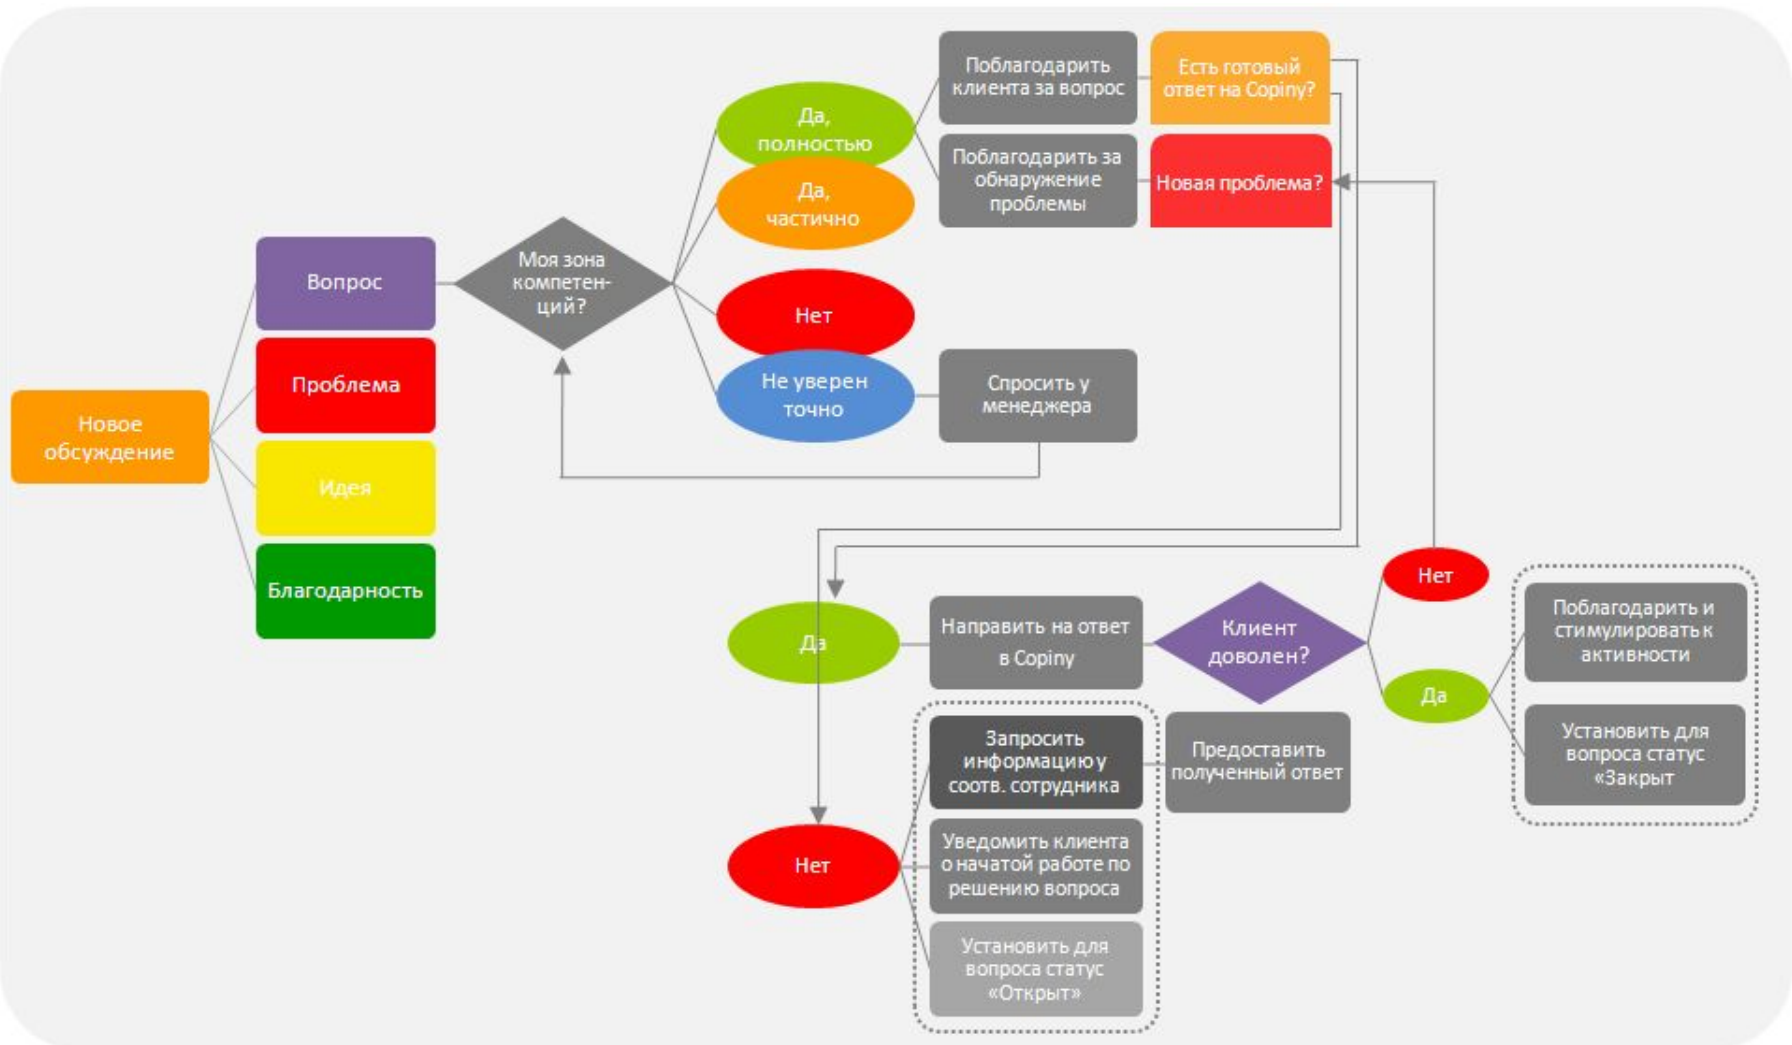 Новое
обсуждение
Вопрос
Проблема
Идея
Благодарность
Моя зона
компетен-
ций?
Да,
полностью
Да,
частично
Нет
Не уверен
точно
Поблагодарить
клиента за вопрос
Поблагодарить за
обнаружение
проблемы
Есть готовый
ответ на Copiny?
Новая проблема?
Спросить у
менеджера
Да
Направить на ответ
в Copiny
Клиент
доволен?
Нет
Да
Поблагодарить и
стимулировать к
активности
Установить для
вопроса статус
«Закрыт
Нет
Запросить
информацию у
соотв. сотрудника
Предоставить
полученный ответ
Уведомить клиента
о начатой работе по
решению вопроса
Установить для
вопроса статус
«Открыт»